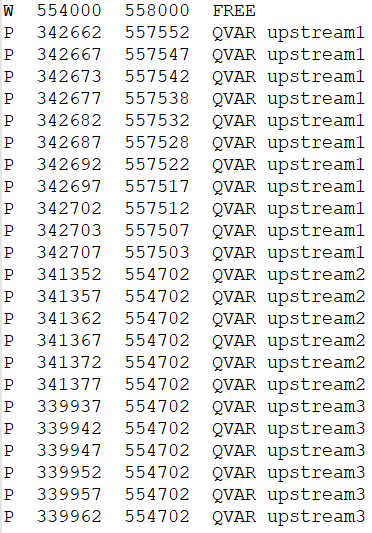 W  554000  558000  FREE
P  342662  557552  QVAR upstream1
P  342667  557547  QVAR upstream1
P  342673  557542  QVAR upstream1
P  342677  557538  QVAR upstream1
P  342682  557532  QVAR upstream1
P  342687  557528  QVAR upstream1
P  342692  557522  QVAR upstream1
P  342697  557517  QVAR upstream1
P  342702  557512  QVAR upstream1
P  342703  557507  QVAR upstream1
P  342707  557503  QVAR upstream1
P  341352  554702  QVAR upstream2
P  341357  554702  QVAR upstream2
P  341362  554702  QVAR upstream2
P  341367  554702  QVAR upstream2
P  341372  554702  QVAR upstream2
P  341377  554702  QVAR upstream2
P  339937  554702  QVAR upstream3
P  339942  554702  QVAR upstream3
P  339947  554702  QVAR upstream3
P  339952  554702  QVAR upstream3
P  339957  554702  QVAR upstream3
P  339962  554702  QVAR upstream3